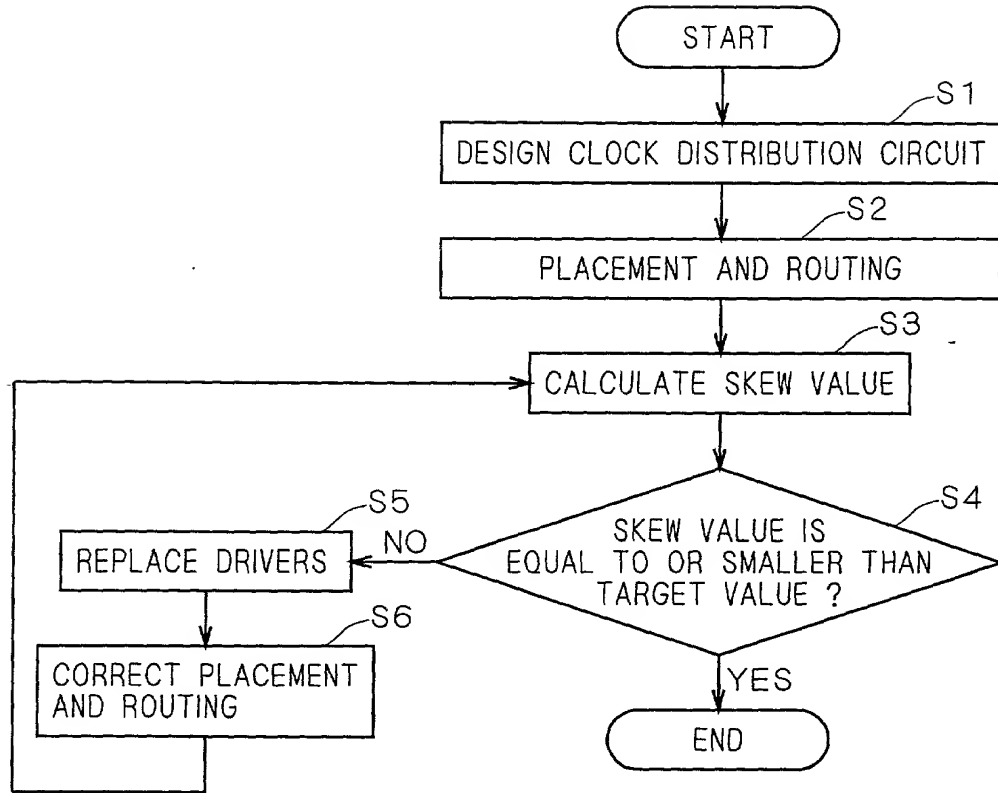 START
S1
DESIGN CLOCK DISTRIBUTION CIRCUIT
S2
PLACEMENT AND ROUTING
S3
CALCULATE SKEW VALUE
S4
SKEW VALUE IS
EQUAL TO OR SMALLER THAN
TARGET VALUE ?
NO
S5
REPLACE DRIVERS
S6
CORRECT PLACEMENT
AND ROUTING
YES
END